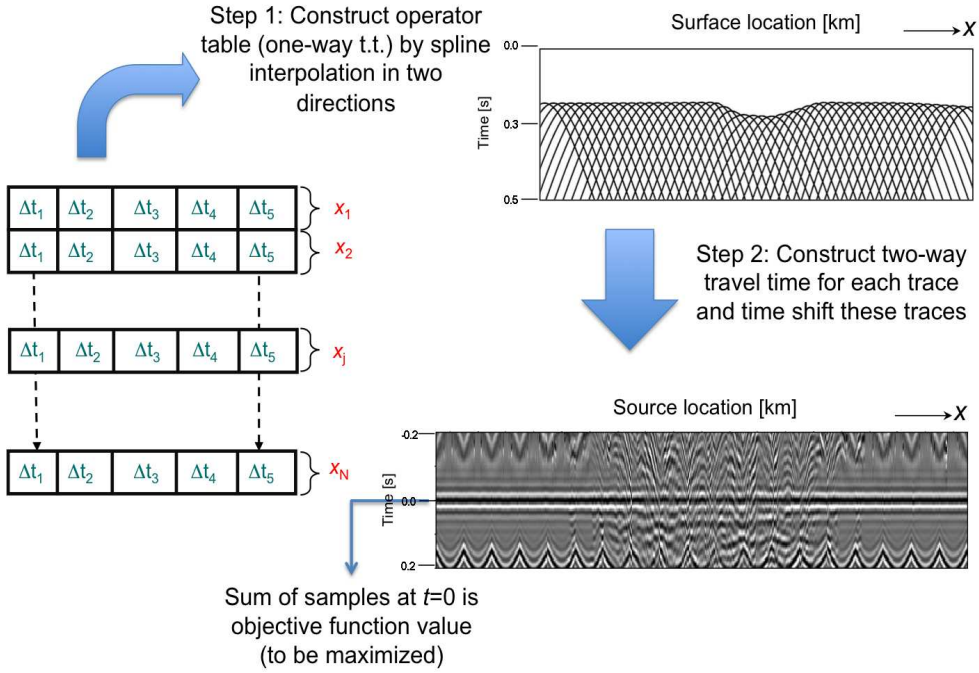 Step 1: Construct operator
table (one-way t.t.) by spline
interpolation in two
directions
Surface location [km]
x
0.0
0.3
0.5
Time [s]
Δt1 Δt2 Δt3 Δt4 Δt5 x1
Δt1 Δt2 Δt3 Δt4 Δt5 x2
Δt1 Δt2 Δt3 Δt4 Δt5 xj
Δt1 Δt2 Δt3 Δt4 Δt5 xN
Step 2: Construct two-way
travel time for each trace
and time shift these traces
Source location [km]
x
-0.2
0.0
0.2
Time [s]
Sum of samples at t=0 is
objective function value
(to be maximized)